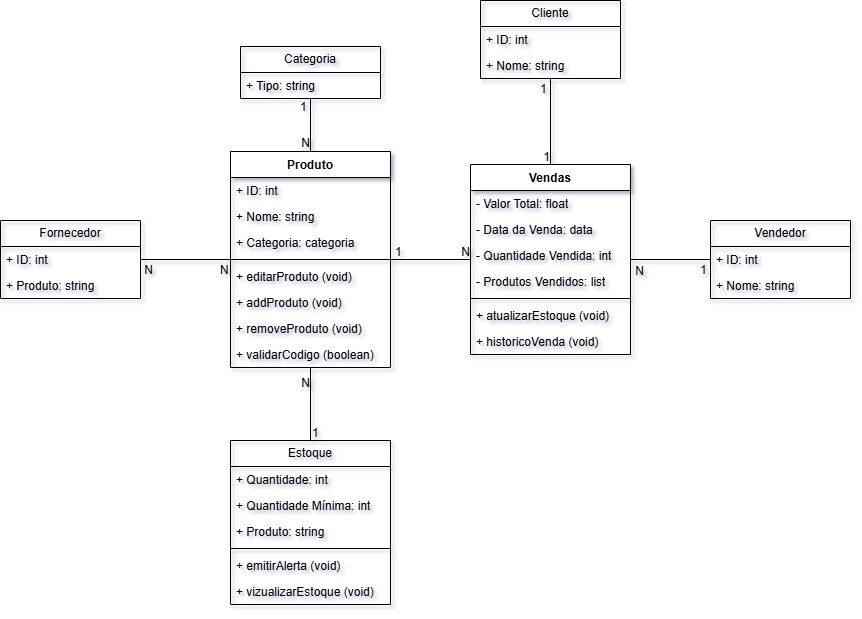 Cliente
+ ID: int
+ Nome: string
1
1
Categoria
+ Tipo: string
1
N
Produto
+ ID: int
+ Nome: string
+ Categoria: categoria
+ editarProduto (void)
+ addProduto (void)
+ removeProduto (void)
+ validarCodigo (boolean)
Vendas
- Valor Total: float
- Data da Venda: data
- Quantidade Vendida: int
- Produtos Vendidos: list
+ atualizarEstoque (void)
+ historicoVenda (void)
Fornecedor
+ ID: int
+ Produto: string
N
N
1
N
N
1
Vendedor
+ ID: int
+ Nome: string
N
1
Estoque
+ Quantidade: int
+ Quantidade Mínima: int
+ Produto: string
+ emitirAlerta (void)
+ vizualizarEstoque (void)